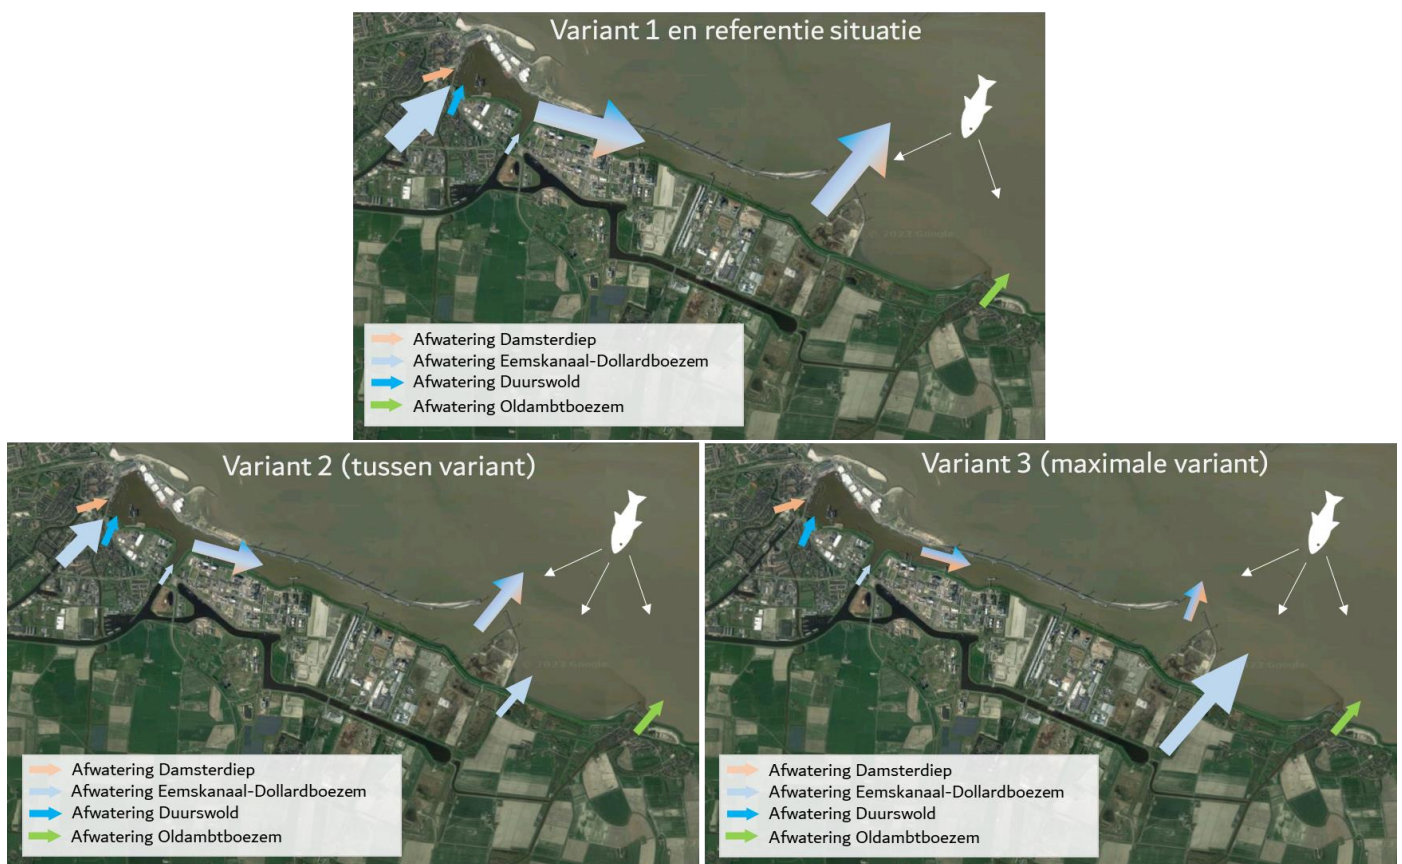 Variant 1 en referentie situatie
Afwatering Damsterdiep
Afwatering Eemskanaal-Dollardboezem
Afwatering Duurswold
Afwatering Oldambtboezem
Variant 2 (tussen variant)
Afwatering Damsterdiep
Afwatering Eemskanaal-Dollardboezem
Afwatering Duurswold
Afwatering Oldambtboezem
Variant 3 (maximale variant)
Afwatering Damsterdiep
Afwatering Eemskanaal-Dollardboezem
Afwatering Duurswold
Afwatering Oldambtboezem